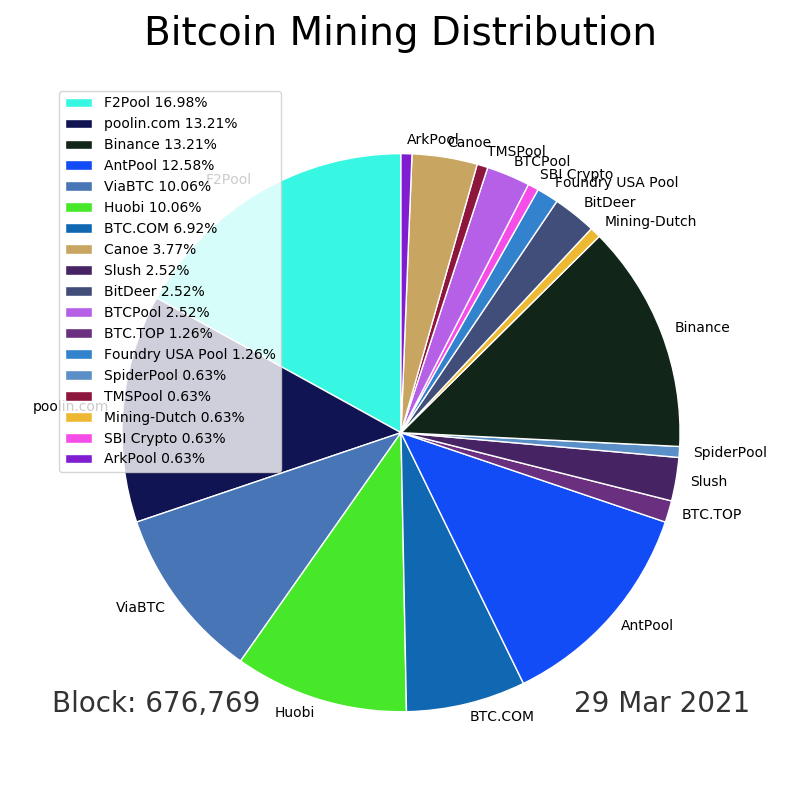 Bitcoin Mining Distribution
F2Pool 16.98%
poolin.com 13.21%
Binance 13.21%
AntPool 12.58%
ViaBTC 10.06%
Huobi 10.06%
BTC.COM 6.92%
Canoe 3.77%
Slush 2.52%
BitDeer 2.52%
BTCPool 2.52%
BTC.TOP 1.26%
Foundry USA Pool 1.26%
SpiderPool 0.63%
TMSPool 0.63%
Mining-Dutch 0.63%
SBI Crypto 0.63%
ArkPool 0.63%
ArkPool
Canoe
TMSPool
BTCPool
SBI Crypto
Foundry USA Pool
BitDeer
Mining-Dutch
Binance
SpiderPool
Slush
BTC.TOP
AntPool
BTC.COM
Huobi
ViaBTC
poolin.com
F2Pool
Block: 676,769
29 Mar 2021